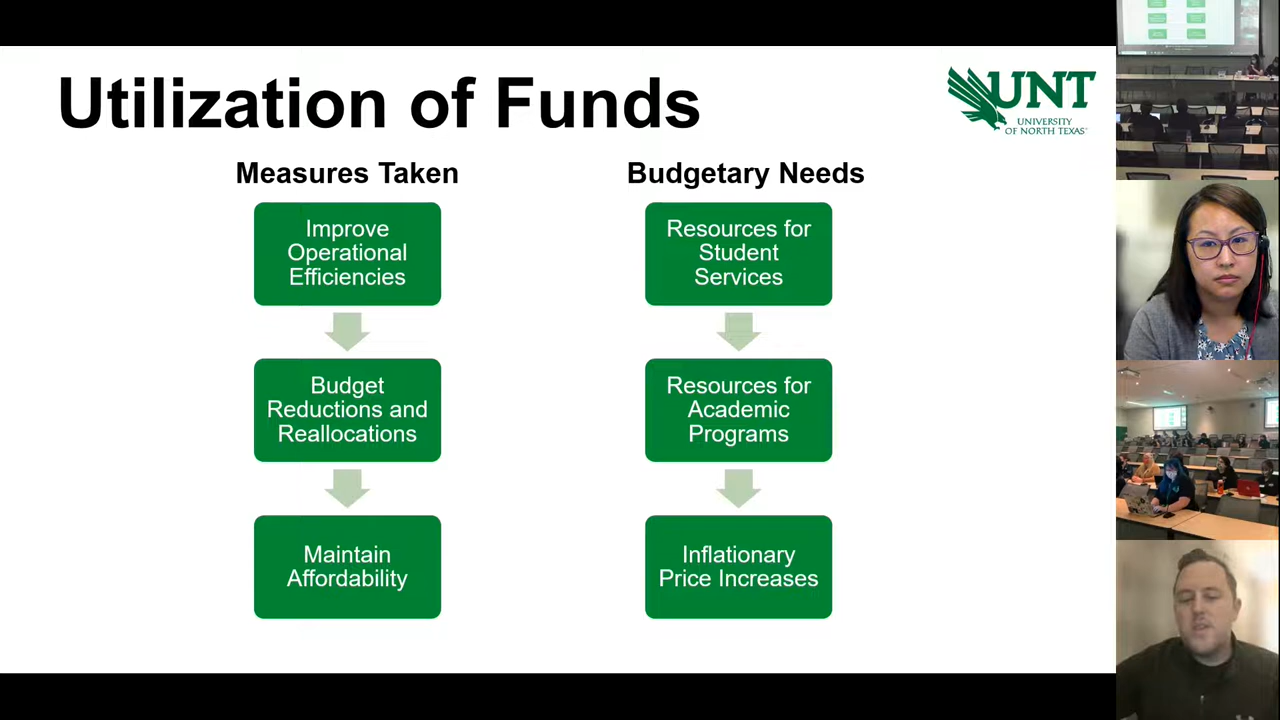 Utilization of Funds
UNT
UNIVERSITY
OF NORTH TEXAS
Measures Taken
Improve
Operational
Efficiencies
Budget
Reductions and
Reallocations
Maintain
Affordability
Budgetary Needs
Resources for
Student
Services
Resources for
Academic
Programs
Inflationary
Price Increases